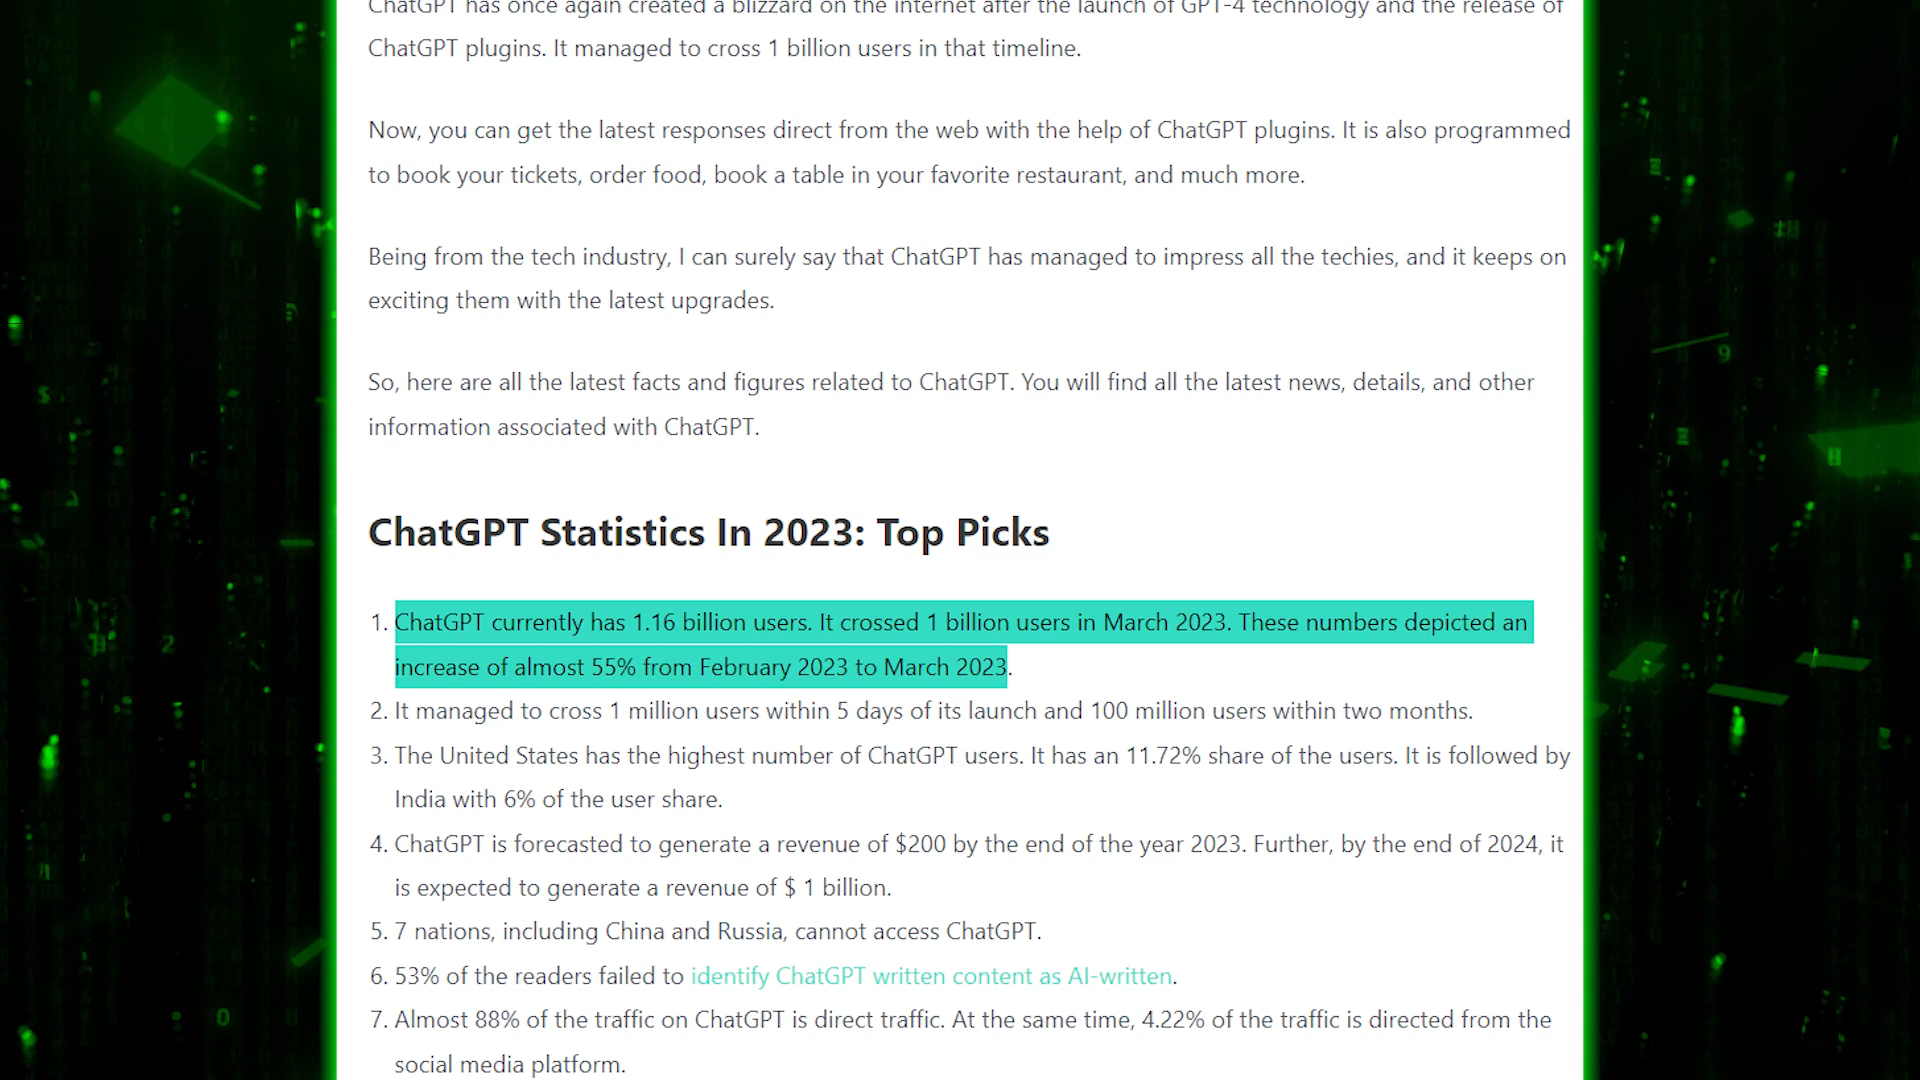 ChatGPT has once again created a blizzard on the internet after the launch of GPT-4 technology and the release of
ChatGPT plugins. It managed to cross 1 billion users in that timeline.
Now, you can get the latest responses direct from the web with the help of ChatGPT plugins. It is also programmed
to book your tickets, order food, book a table in your favorite restaurant, and much more.
Being from the tech industry, I can surely say that ChatGPT has managed to impress all the techies, and it keeps on
exciting them with the latest upgrades.
So, here are all the latest facts and figures related to ChatGPT. You will find all the latest news, details, and other
information associated with ChatGPT.
ChatGPT Statistics In 2023: Top Picks
1. ChatGPT currently has 1.16 billion users. It crossed 1 billion users in March 2023. These numbers depicted an
increase of almost 55% from February 2023 to March 2023.
2. It managed to cross 1 million users within 5 days of its launch and 100 million users within two months.
3. The United States has the highest number of ChatGPT users. It has an 11.72% share of the users. It is followed by
India with 6% of the user share.
4. ChatGPT is forecasted to generate a revenue of $200 by the end of the year 2023. Further, by the end of 2024, it
is expected to generate a revenue of $ 1 billion.
5. 7 nations, including China and Russia, cannot access ChatGPT.
6. 53% of the readers failed to identify ChatGPT written content as AI-written.
7. Almost 88% of the traffic on ChatGPT is direct traffic. At the same time, 4.22% of the traffic is directed from the
social media platform.